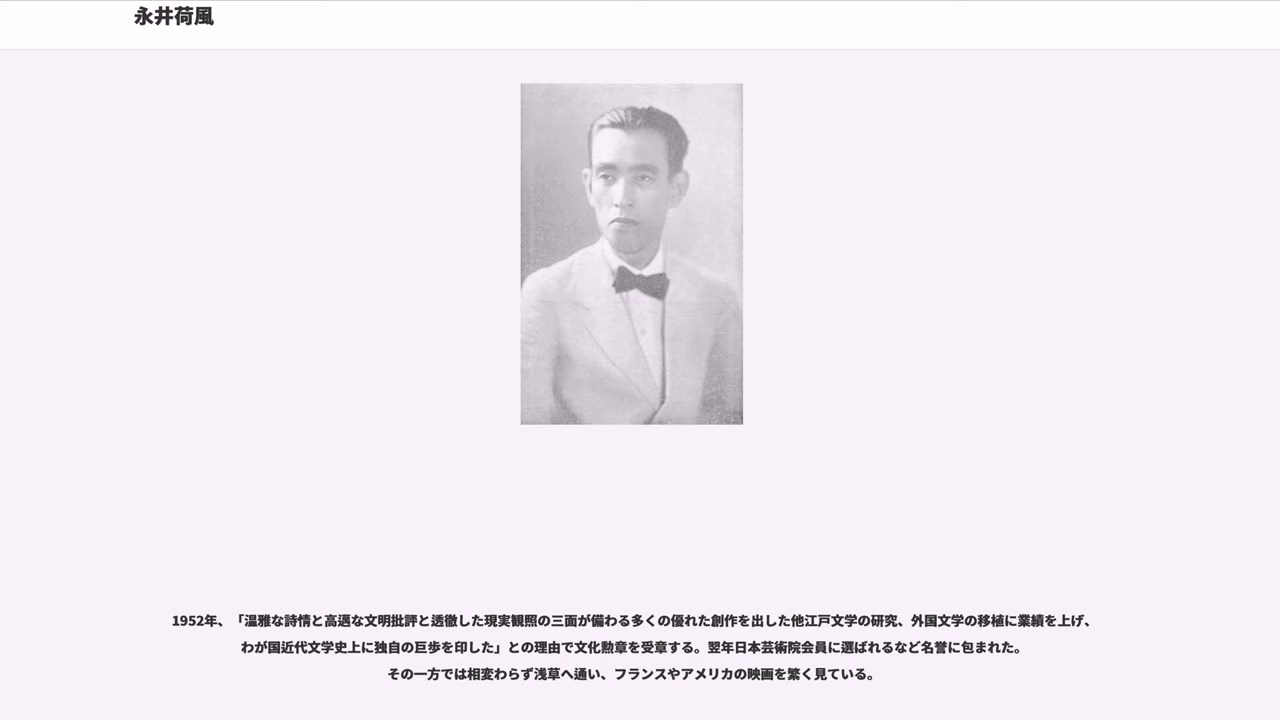 永井荷風
1952年、「温雅な詩情と高邁な文明批評と透徹した現実観照の三面が備わる多くの優れた創作を出した他江戸文学の研究、外国文学の移植に業績を上げ、
わが国近代文学史上に独自の巨歩を印した」との理由で文化勲章を受章する。翌年日本芸術院会員に選ばれるなど名誉に包まれた。
その一方では相変わらず浅草へ通い、フランスやアメリカの映画を繁く見ている。